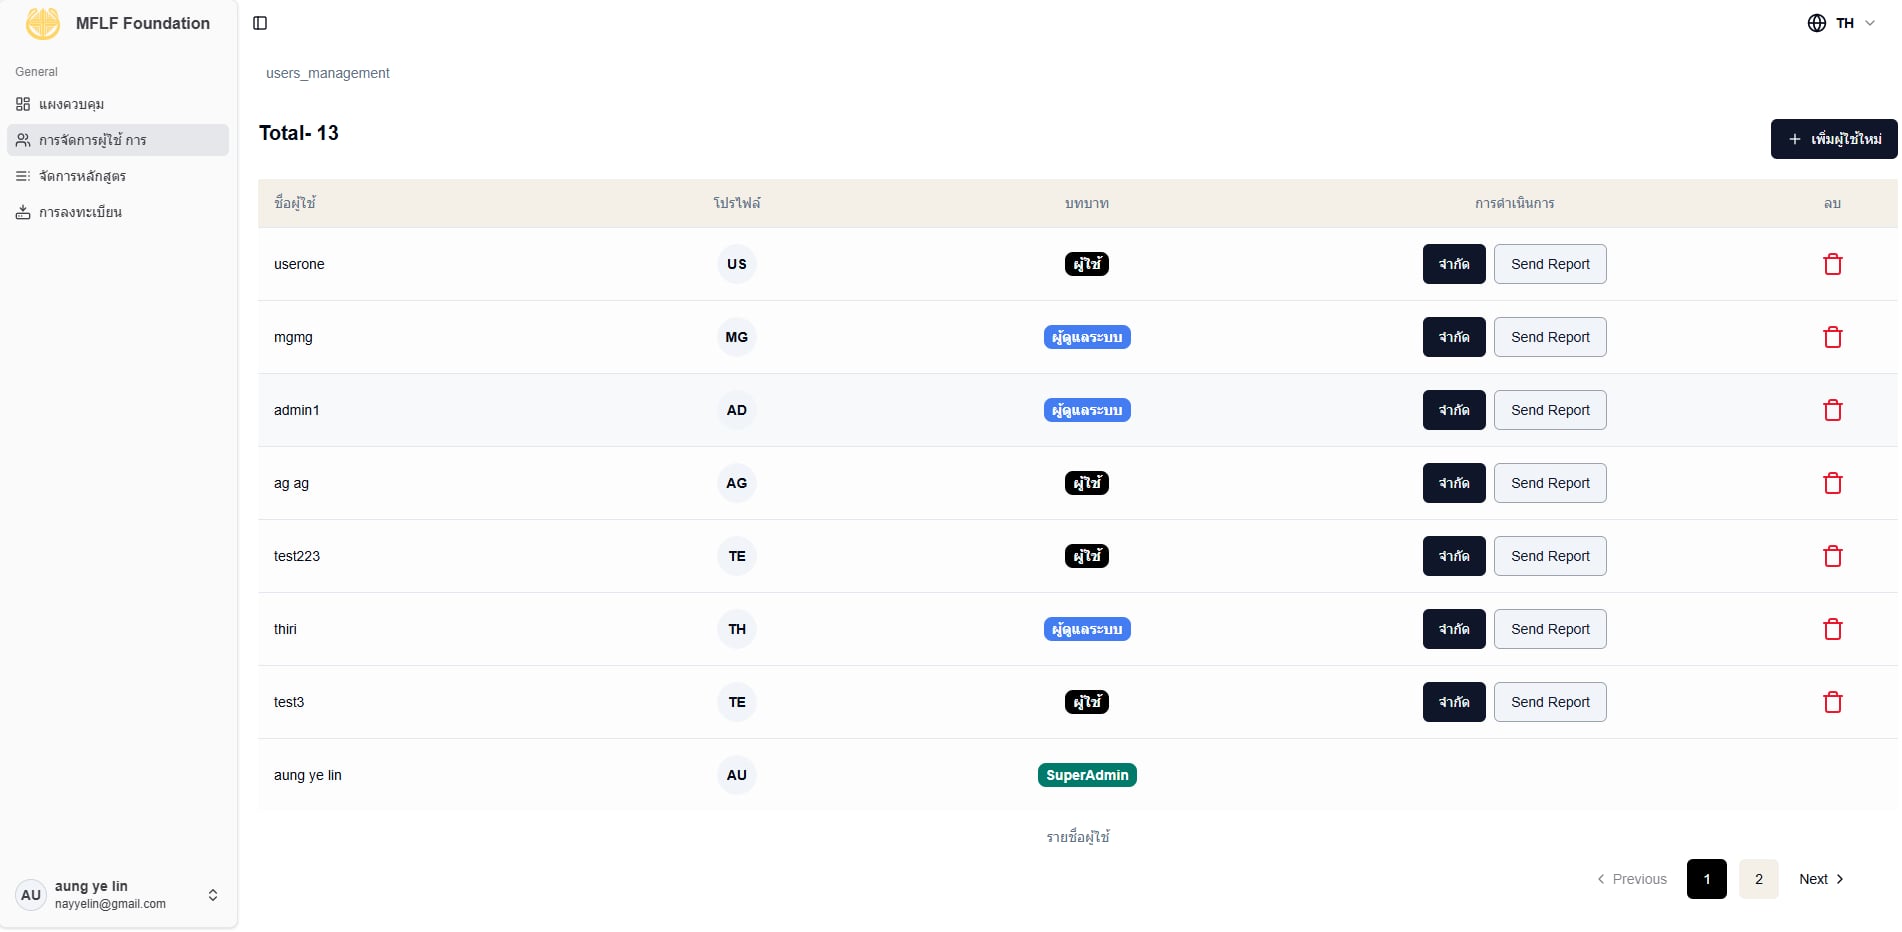 MFLF Foundation
TH
General
แผงควบคุม
การจัดการผู้ใช้ การ
จัดการหลักสูตร
การลงทะเบียน
users_management
Total- 13
เพิ่มผู้ใช้ใหม่
ชื่อผู้ใช้ โปรไฟล์ บทบาท การดำเนินการ ลบ
userone US ผู้ใช้ จำกัด Send Report
mgmg MG ผู้ดูแลระบบ จำกัด Send Report
admin1 AD ผู้ดูแลระบบ จำกัด Send Report
ag ag AG ผู้ใช้ จำกัด Send Report
test223 TE ผู้ใช้ จำกัด Send Report
thiri TH ผู้ดูแลระบบ จำกัด Send Report
test3 TE ผู้ใช้ จำกัด Send Report
aung ye lin AU SuperAdmin
รายชื่อผู้ใช้
Previous 1 2 Next
AU aung ye lin
nayyelin@gmail.com